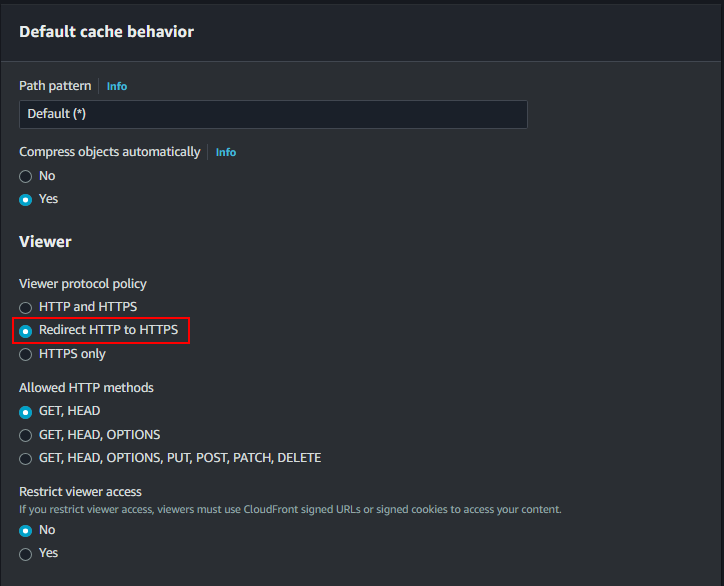 Default cache behavior
Path pattern Info
Default (*)
Compress objects automatically Info
No
Yes
Viewer
Viewer protocol policy
HTTP and HTTPS
Redirect HTTP to HTTPS
HTTPS only
Allowed HTTP methods
GET, HEAD
GET, HEAD, OPTIONS
GET, HEAD, OPTIONS, PUT, POST, PATCH, DELETE
Restrict viewer access
If you restrict viewer access, viewers must use CloudFront signed URLs or signed cookies to access your content.
No
Yes